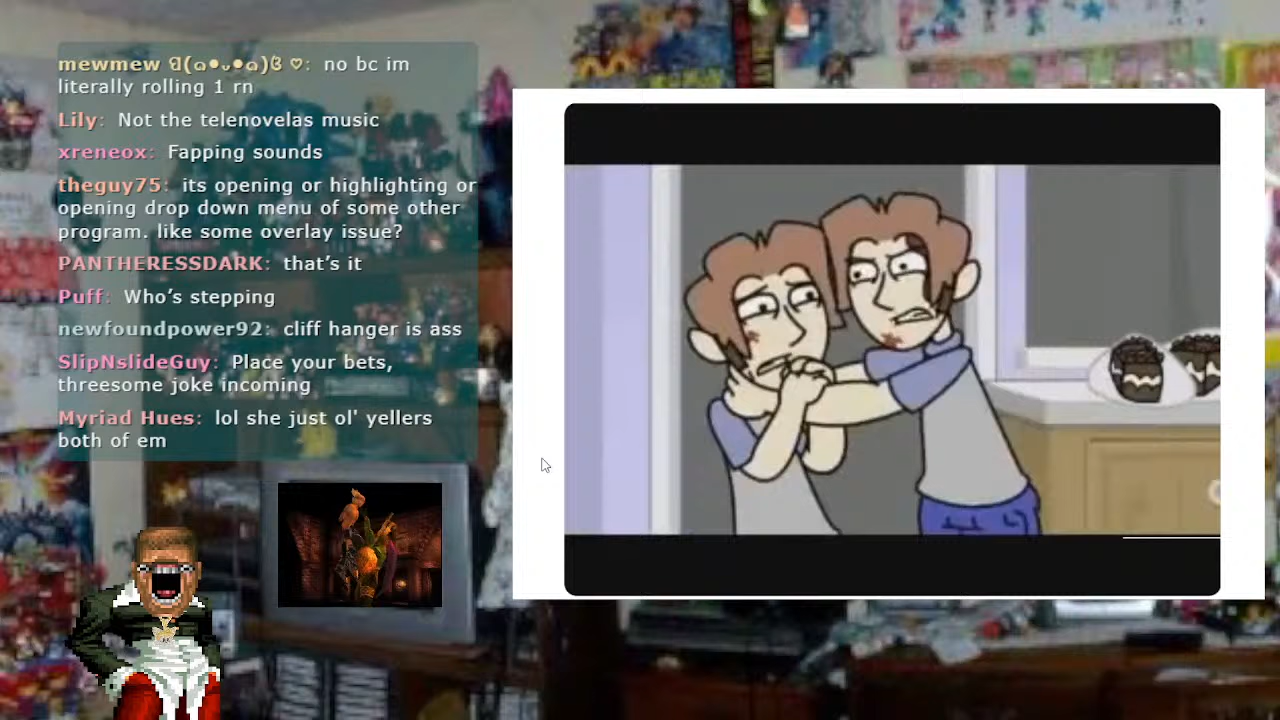 mewmew ଘ(ฅ●ᴗ●ฅ)ଓ ♡: no bc im
literally rolling 1 rn
Lily: Not the telenovelas music
xreneox: Fapping sounds
theguy75: its opening or highlighting or
opening drop down menu of some other
program. like some overlay issue?
PANTHERESSDARK: that’s it
Puff: Who’s stepping
newfoundpower92: cliff hanger is ass
SlipNslideGuy: Place your bets,
threesome joke incoming
Myriad Hues: lol she just ol' yellers
both of em